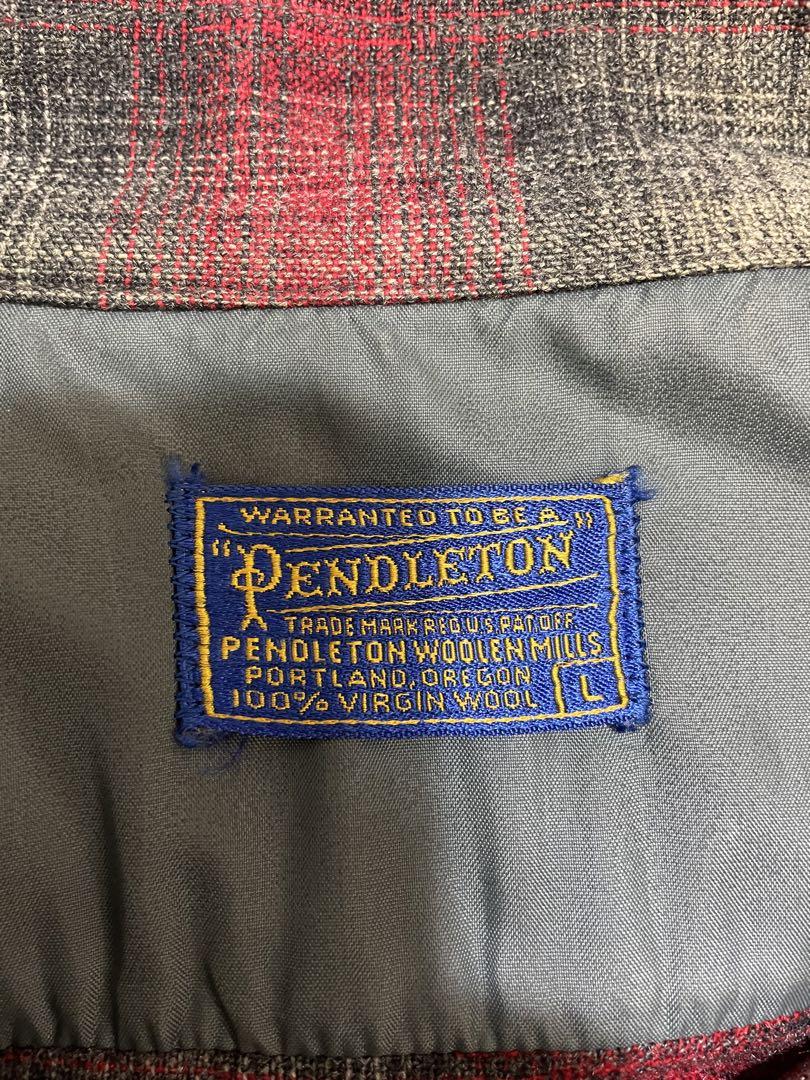 WARRANTED TO BE A
"PENDLETON"
TRADE MARK REG U.S. PAT. OFF.
PENDLETON WOOLEN MILLS
PORTLAND, OREGON
100% VIRGIN WOOL L